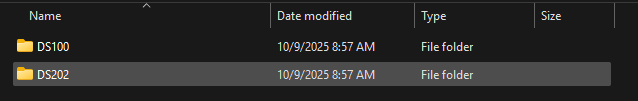 Name Date modified Type Size
DS100 10/9/2025 8:57 AM File folder
DS202 10/9/2025 8:57 AM File folder